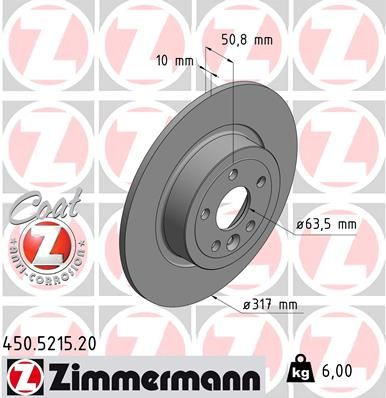 50,8 mm
10 mm
Coat
Z
ANTI-CORROSION
ø63,5 mm
ø317 mm
450.5215.20
Z Zimmermann
kg 6,00